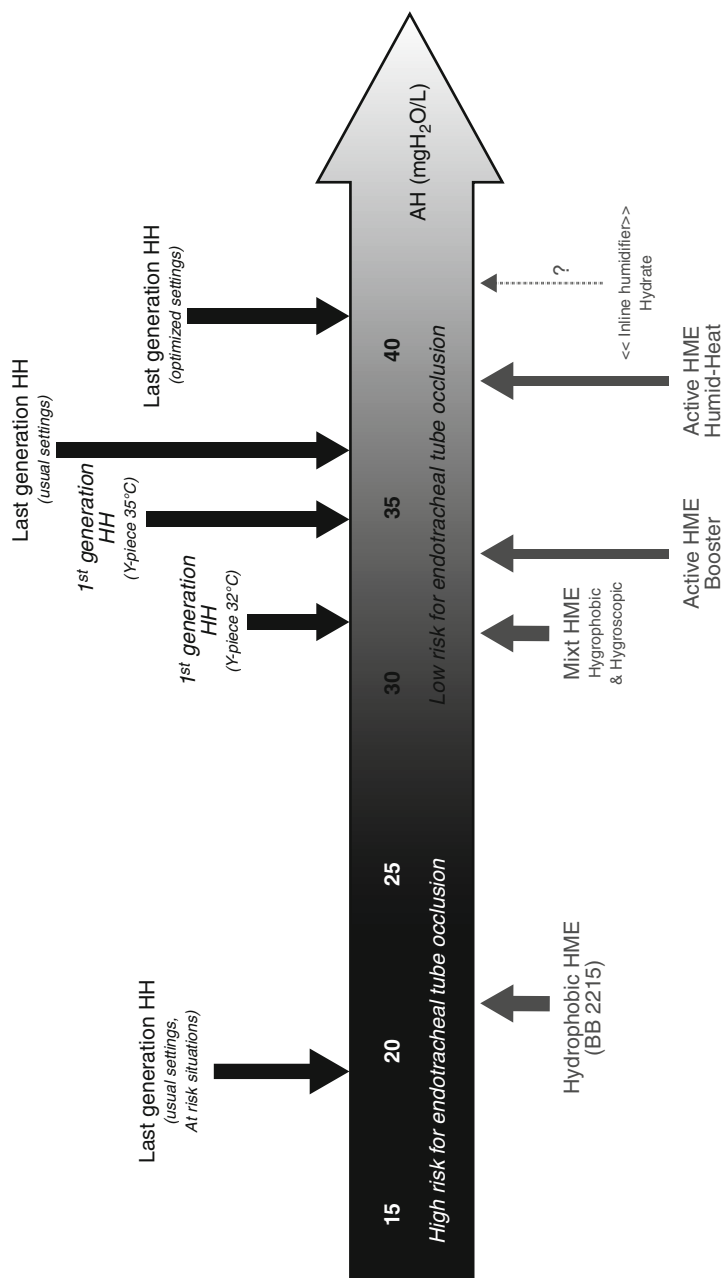 Last generation HH
(usual settings,
At risk situations)
1st generation
HH
(Y-piece 32°C)
1st generation
HH
(Y-piece 35°C)
Last generation HH
(usual settings)
Last generation HH
(optimized settings)
15
20
25
30
35
40
AH (mgH₂O/L)
High risk for endotracheal tube occlusion
Low risk for endotracheal tube occlusion
Hydrophobic HME
(BB 2215)
Mixt HME
Hygrophobic
& Hygroscopic
Active HME
Booster
Active HME
Humid-Heat
?
<< Inline humidifier>>
Hydrate